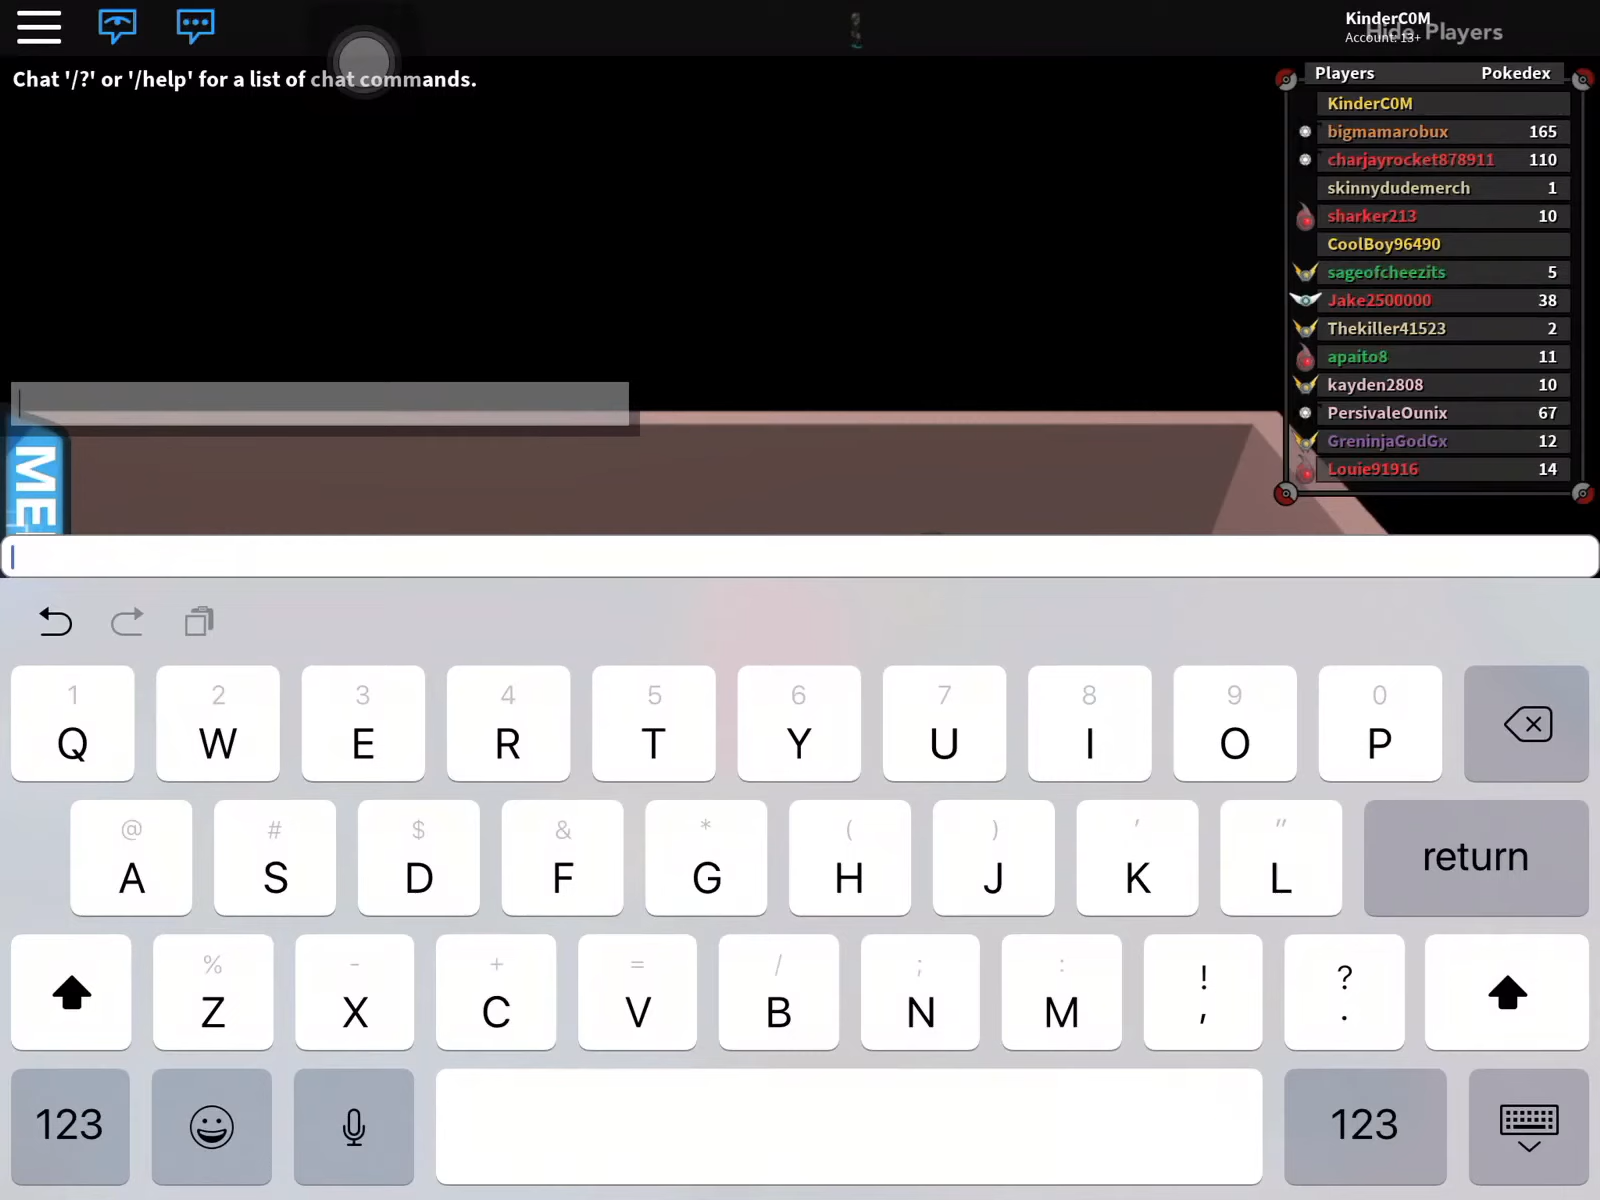 KinderC0M
Account: 13+
Hide Players
Chat '/?' or '/help' for a list of chat commands.
Players Pokedex
KinderC0M
bigmamarobux 165
charjayrocket878911 110
skinnydudemerch 1
sharker213 10
CoolBoy96490
sageofcheezits 5
Jake2500000 38
Thekiller41523 2
apaito8 11
kayden2808 10
PersivaleOunix 67
GreninjaGodGx 12
Louie91916 14
ME
1 2 3 4 5 6 7 8 9 0
Q W E R T Y U I O P
@ # $ & * ( ) ' "
A S D F G H J K L return
% - + = / ; : ! ?
Z X C V B N M , .
123 123